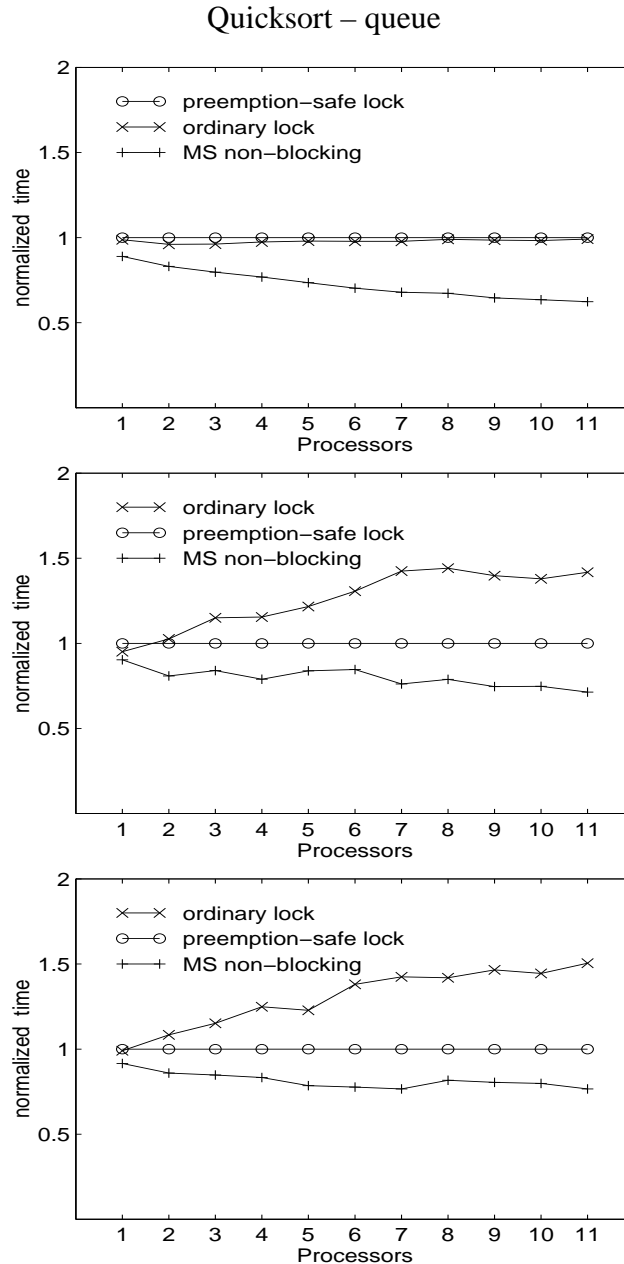 Quicksort – queue
2
1.5
1
0.5
normalized time
preemption−safe lock
ordinary lock
MS non−blocking
1 2 3 4 5 6 7 8 9 10 11
Processors
2
1.5
1
0.5
normalized time
ordinary lock
preemption−safe lock
MS non−blocking
1 2 3 4 5 6 7 8 9 10 11
Processors
2
1.5
1
0.5
normalized time
ordinary lock
preemption−safe lock
MS non−blocking
1 2 3 4 5 6 7 8 9 10 11
Processors